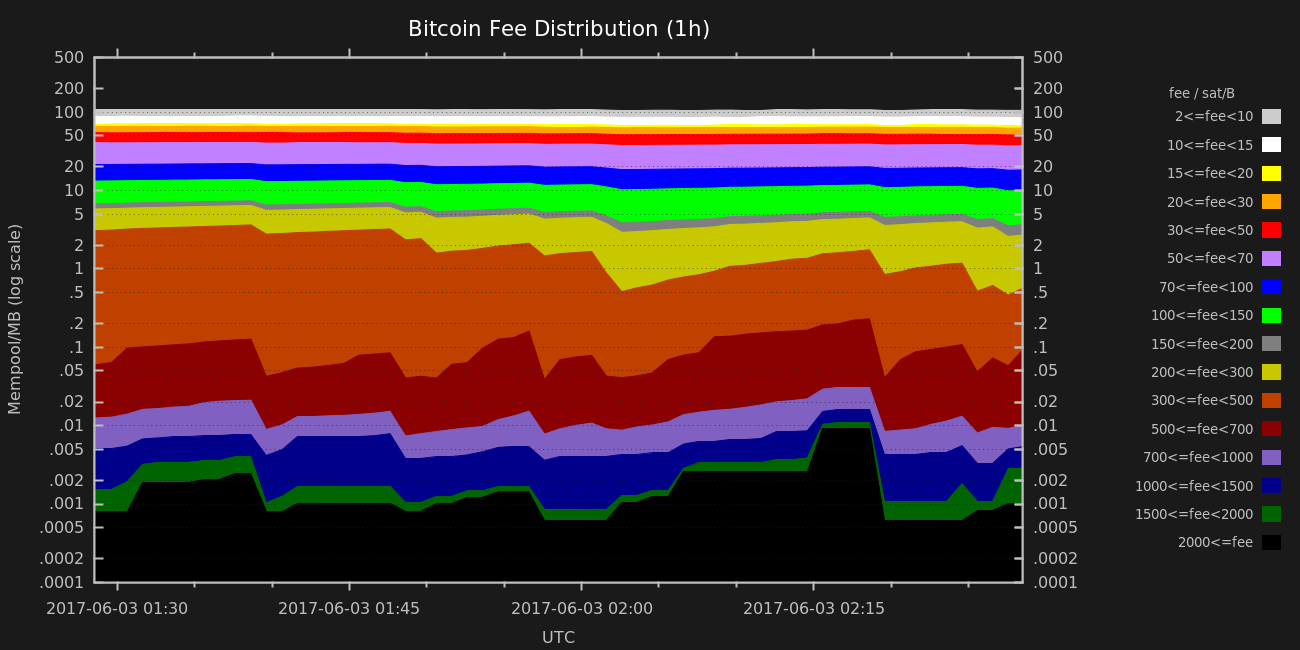 Bitcoin Fee Distribution (1h)
Mempool/MB (log scale)
500
200
100
50
20
10
5
2
1
.5
.2
.1
.05
.02
.01
.005
.002
.001
.0005
.0002
.0001
500
200
100
50
20
10
5
2
1
.5
.2
.1
.05
.02
.01
.005
.002
.001
.0005
.0002
.0001
2017-06-03 01:30
2017-06-03 01:45
2017-06-03 02:00
2017-06-03 02:15
UTC
fee / sat/B
2<=fee<10
10<=fee<15
15<=fee<20
20<=fee<30
30<=fee<50
50<=fee<70
70<=fee<100
100<=fee<150
150<=fee<200
200<=fee<300
300<=fee<500
500<=fee<700
700<=fee<1000
1000<=fee<1500
1500<=fee<2000
2000<=fee